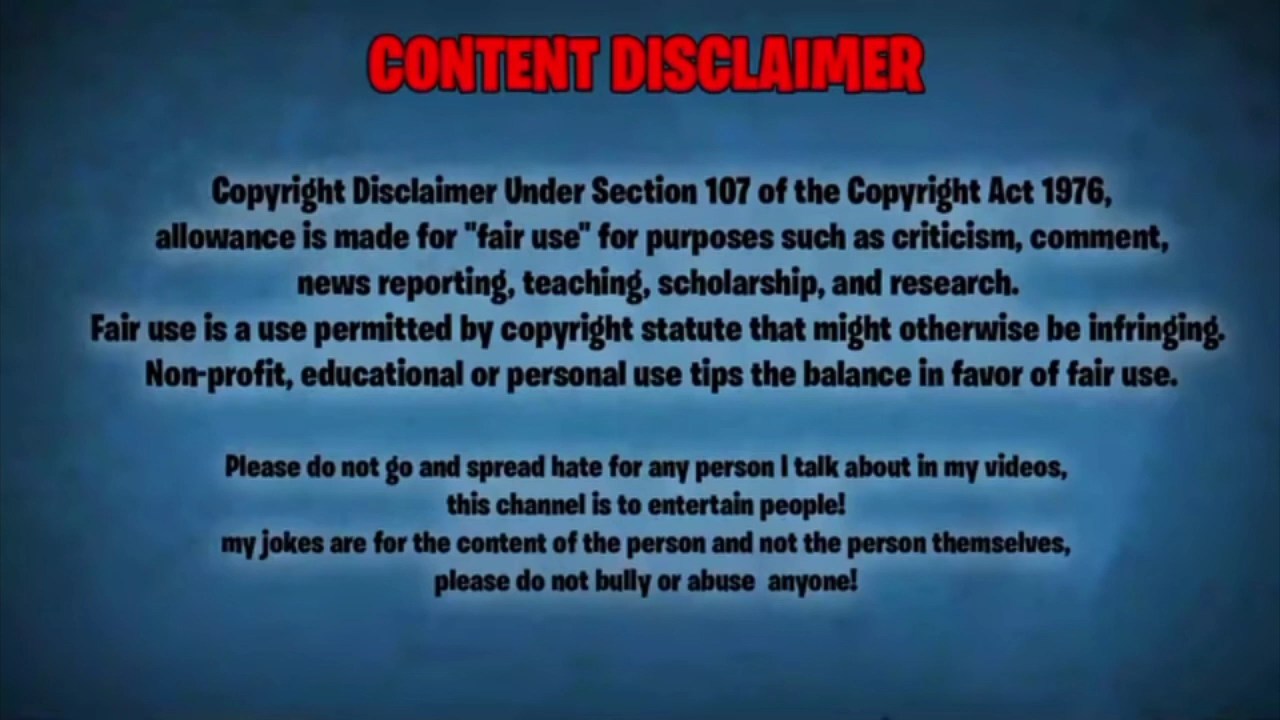 CONTENT DISCLAIMER
Copyright Disclaimer Under Section 107 of the Copyright Act 1976,
allowance is made for "fair use" for purposes such as criticism, comment,
news reporting, teaching, scholarship, and research.
Fair use is a use permitted by copyright statute that might otherwise be infringing.
Non-profit, educational or personal use tips the balance in favor of fair use.
Please do not go and spread hate for any person I talk about in my videos,
this channel is to entertain people!
my jokes are for the content of the person and not the person themselves,
please do not bully or abuse  anyone!